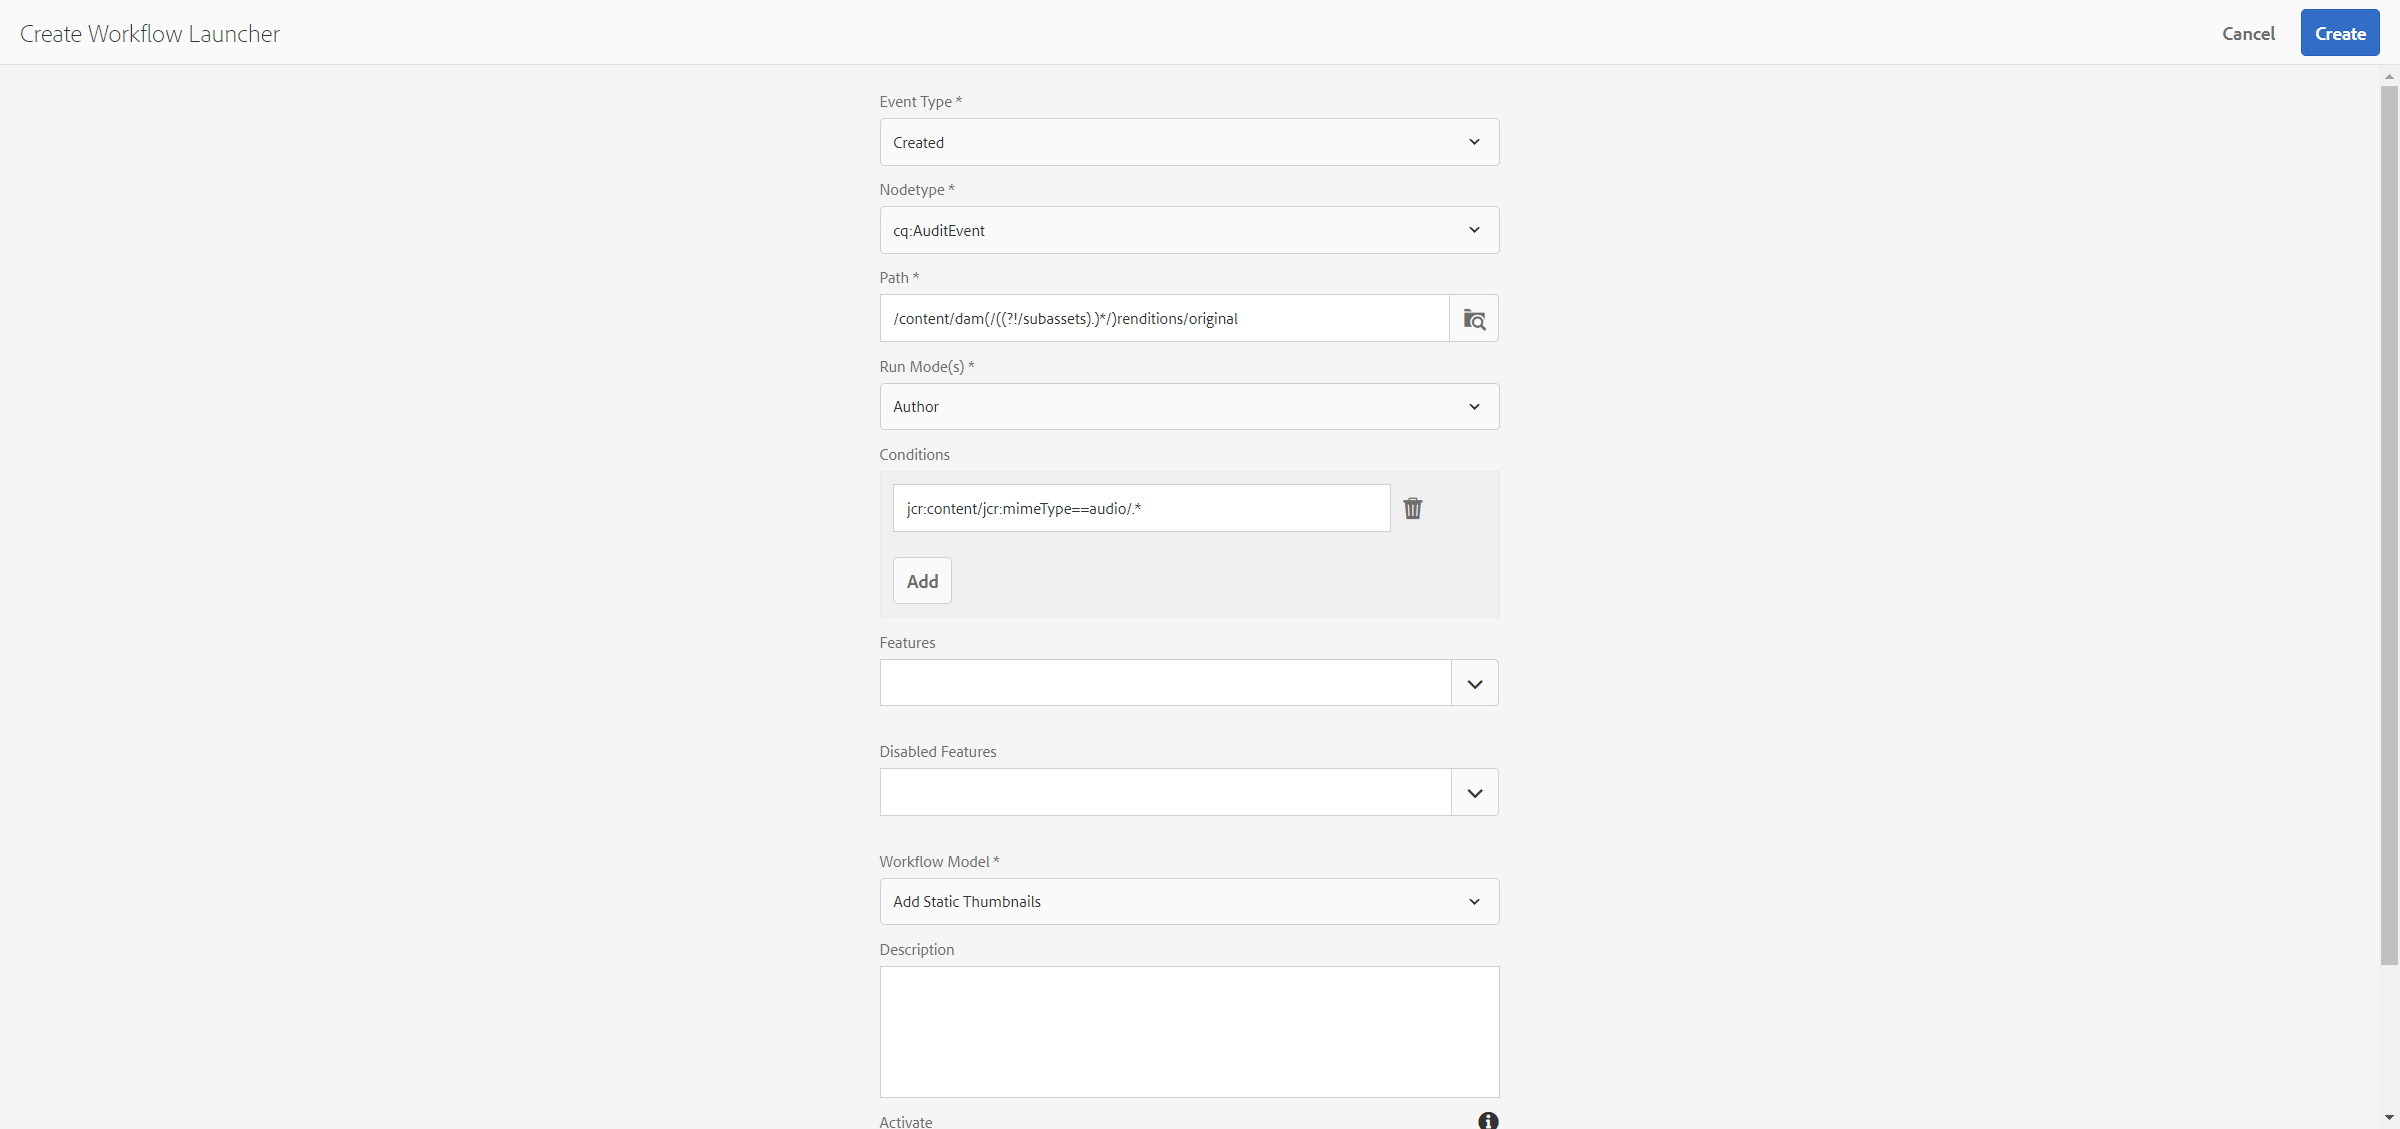 Create Workflow Launcher
Cancel
Create
Event Type *
Created
Nodetype *
cq:AuditEvent
Path *
/content/dam(/((?!/subassets).)*/)renditions/original
Run Mode(s) *
Author
Conditions
jcr:content/jcr:mimeType==audio/.*
Add
Features
Disabled Features
Workflow Model *
Add Static Thumbnails
Description
Activate